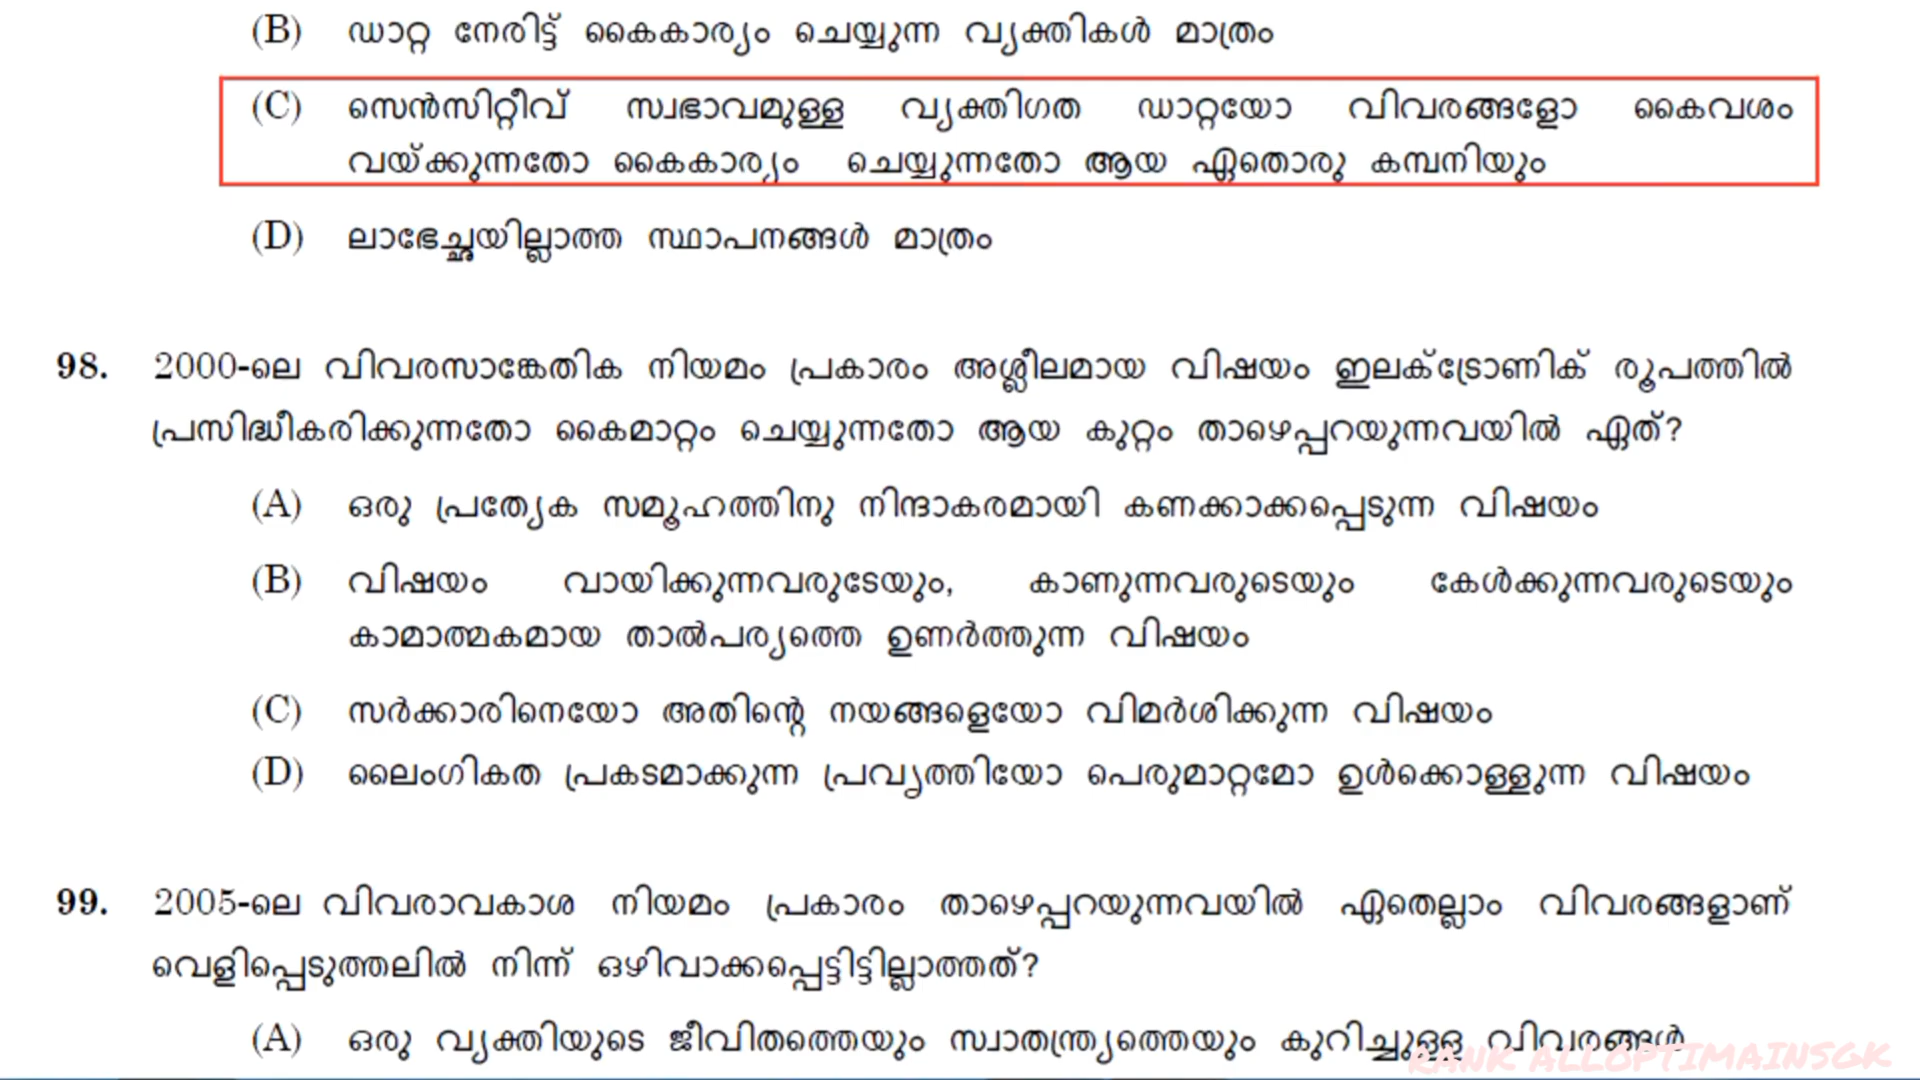 (B) ഡാറ്റ നേരിട്ട് കൈകാര്യം ചെയ്യുന്ന വ്യക്തികൾ മാത്രം
(C) സെൻസിറ്റീവ് സ്വഭാവമുള്ള വ്യക്തിഗത ഡാറ്റയോ വിവരങ്ങളോ കൈവശം
വയ്ക്കുന്നതോ കൈകാര്യം ചെയ്യുന്നതോ ആയ ഏതൊരു കമ്പനിയും
(D) ലാഭേച്ഛയില്ലാത്ത സ്ഥാപനങ്ങൾ മാത്രം
98. 2000-ലെ വിവരസാങ്കേതിക നിയമം പ്രകാരം അശ്ലീലമായ വിഷയം ഇലക്ട്രോണിക് രൂപത്തിൽ
പ്രസിദ്ധീകരിക്കുന്നതോ കൈമാറ്റം ചെയ്യുന്നതോ ആയ കുറ്റം താഴെപ്പറയുന്നവയിൽ ഏത്?
(A) ഒരു പ്രത്യേക സമൂഹത്തിനു നിന്ദാകരമായി കണക്കാക്കപ്പെടുന്ന വിഷയം
(B) വിഷയം വായിക്കുന്നവരുടേയും, കാണുന്നവരുടെയും കേൾക്കുന്നവരുടെയും
കാമാത്മകമായ താൽപര്യത്തെ ഉണർത്തുന്ന വിഷയം
(C) സർക്കാരിനെയോ അതിന്റെ നയങ്ങളെയോ വിമർശിക്കുന്ന വിഷയം
(D) ലൈംഗികത പ്രകടമാക്കുന്ന പ്രവൃത്തിയോ പെരുമാറ്റമോ ഉൾക്കൊള്ളുന്ന വിഷയം
99. 2005-ലെ വിവരാവകാശ നിയമം പ്രകാരം താഴെപ്പറയുന്നവയിൽ ഏതെല്ലാം വിവരങ്ങളാണ്
വെളിപ്പെടുത്തലിൽ നിന്ന് ഒഴിവാക്കപ്പെട്ടിട്ടില്ലാത്തത്?
(A) ഒരു വ്യക്തിയുടെ ജീവിതത്തെയും സ്വാതന്ത്ര്യത്തെയും കുറിച്ചുള്ള വിവരങ്ങൾ
RANK ALLOPTIMAINSGK